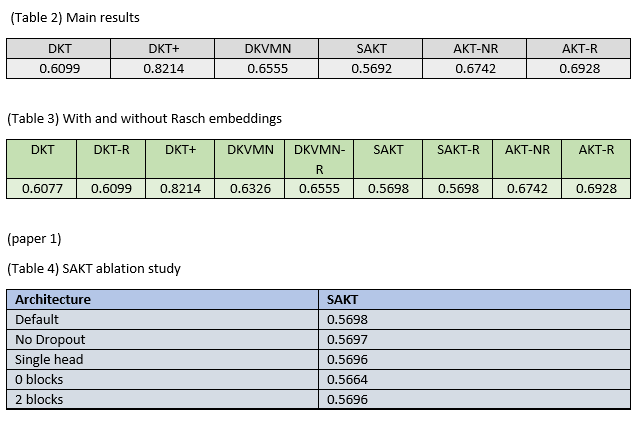 (Table 2) Main results
DKT DKT+ DKVMN SAKT AKT-NR AKT-R
0.6099 0.8214 0.6555 0.5692 0.6742 0.6928
(Table 3) With and without Rasch embeddings
DKT DKT-R DKT+ DKVMN DKVMN-R SAKT SAKT-R AKT-NR AKT-R
0.6077 0.6099 0.8214 0.6326 0.6555 0.5698 0.5698 0.6742 0.6928
(paper 1)
(Table 4) SAKT ablation study
Architecture SAKT
Default 0.5698
No Dropout 0.5697
Single head 0.5696
0 blocks 0.5664
2 blocks 0.5696